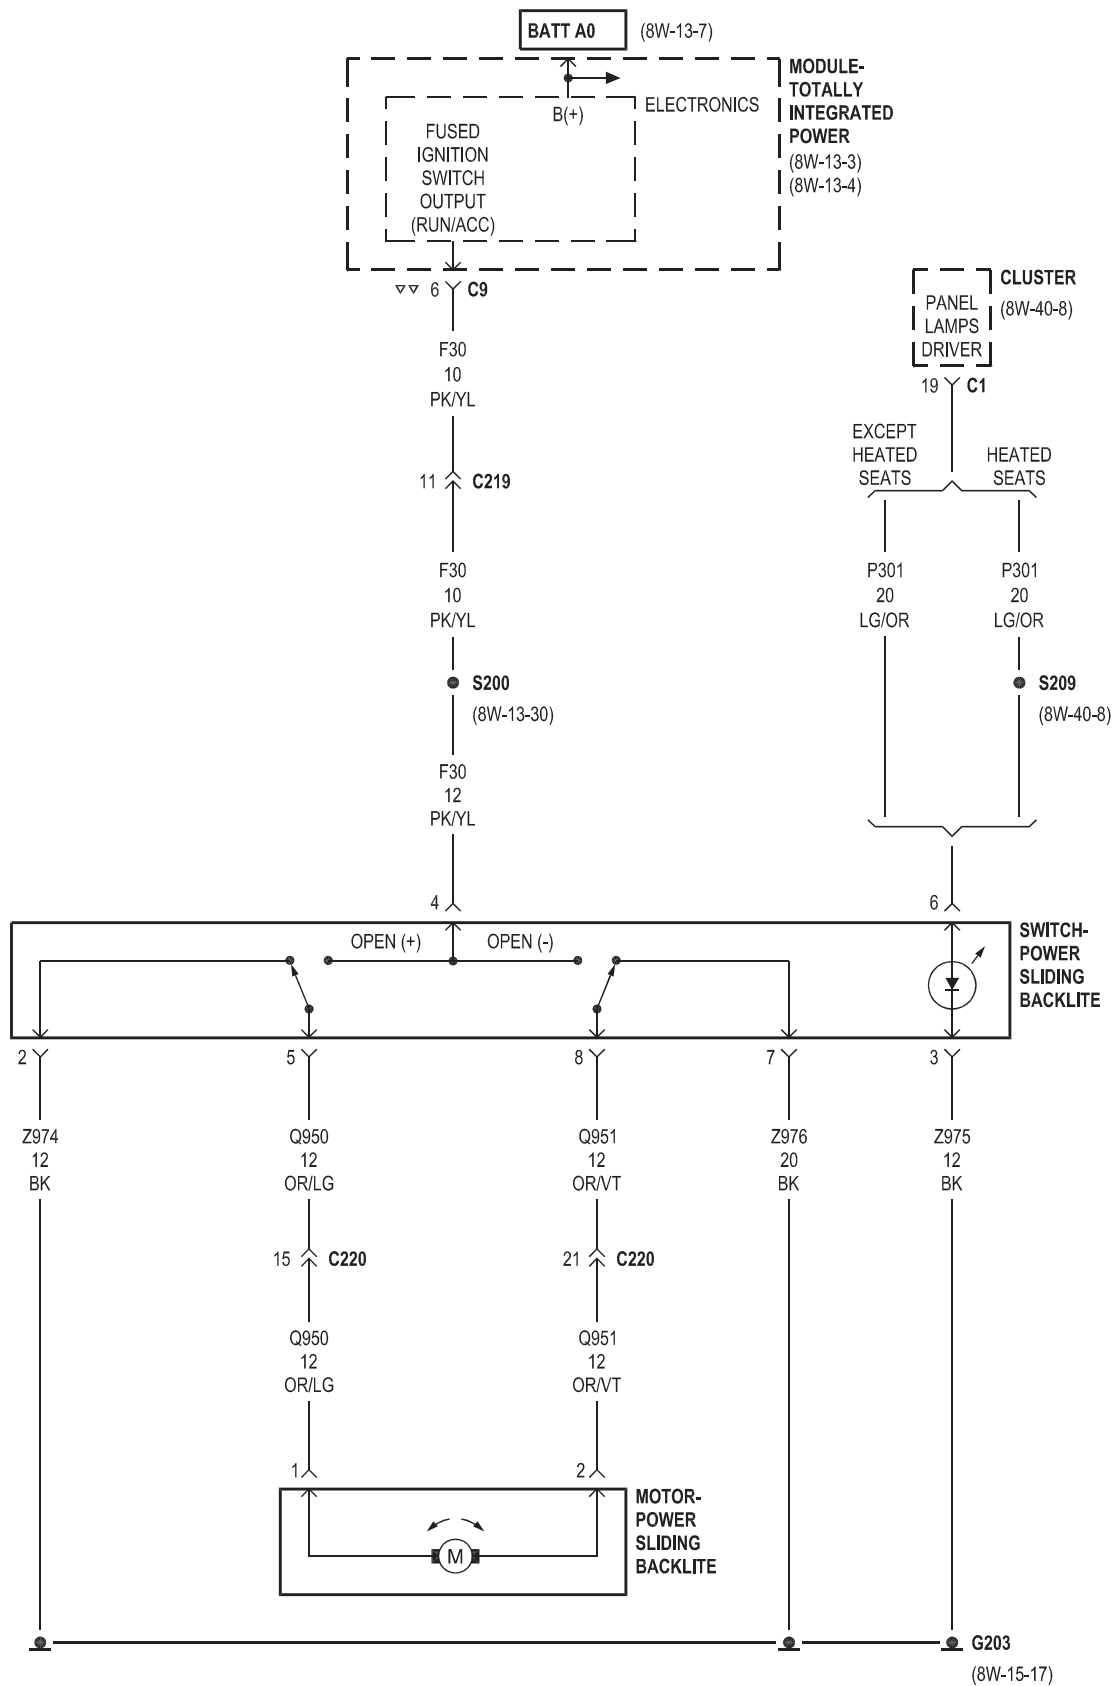 BATT A0 (8W-13-7)
MODULE-
TOTALLY
INTEGRATED
POWER
(8W-13-3)
(8W-13-4)
ELECTRONICS
B(+)
FUSED
IGNITION
SWITCH
OUTPUT
(RUN/ACC)
6 C9
F30
10
PK/YL
11 C219
F30
10
PK/YL
S200
(8W-13-30)
F30
12
PK/YL
4
CLUSTER
(8W-40-8)
PANEL
LAMPS
DRIVER
19 C1
EXCEPT
HEATED
SEATS
HEATED
SEATS
P301
20
LG/OR
P301
20
LG/OR
S209
(8W-40-8)
6
OPEN (+)
OPEN (-)
SWITCH-
POWER
SLIDING
BACKLITE
2
5
8
7
3
Z974
12
BK
Q950
12
OR/LG
Q951
12
OR/VT
Z976
20
BK
Z975
12
BK
15 C220
21 C220
Q950
12
OR/LG
Q951
12
OR/VT
1
2
MOTOR-
POWER
SLIDING
BACKLITE
M
G203
(8W-15-17)